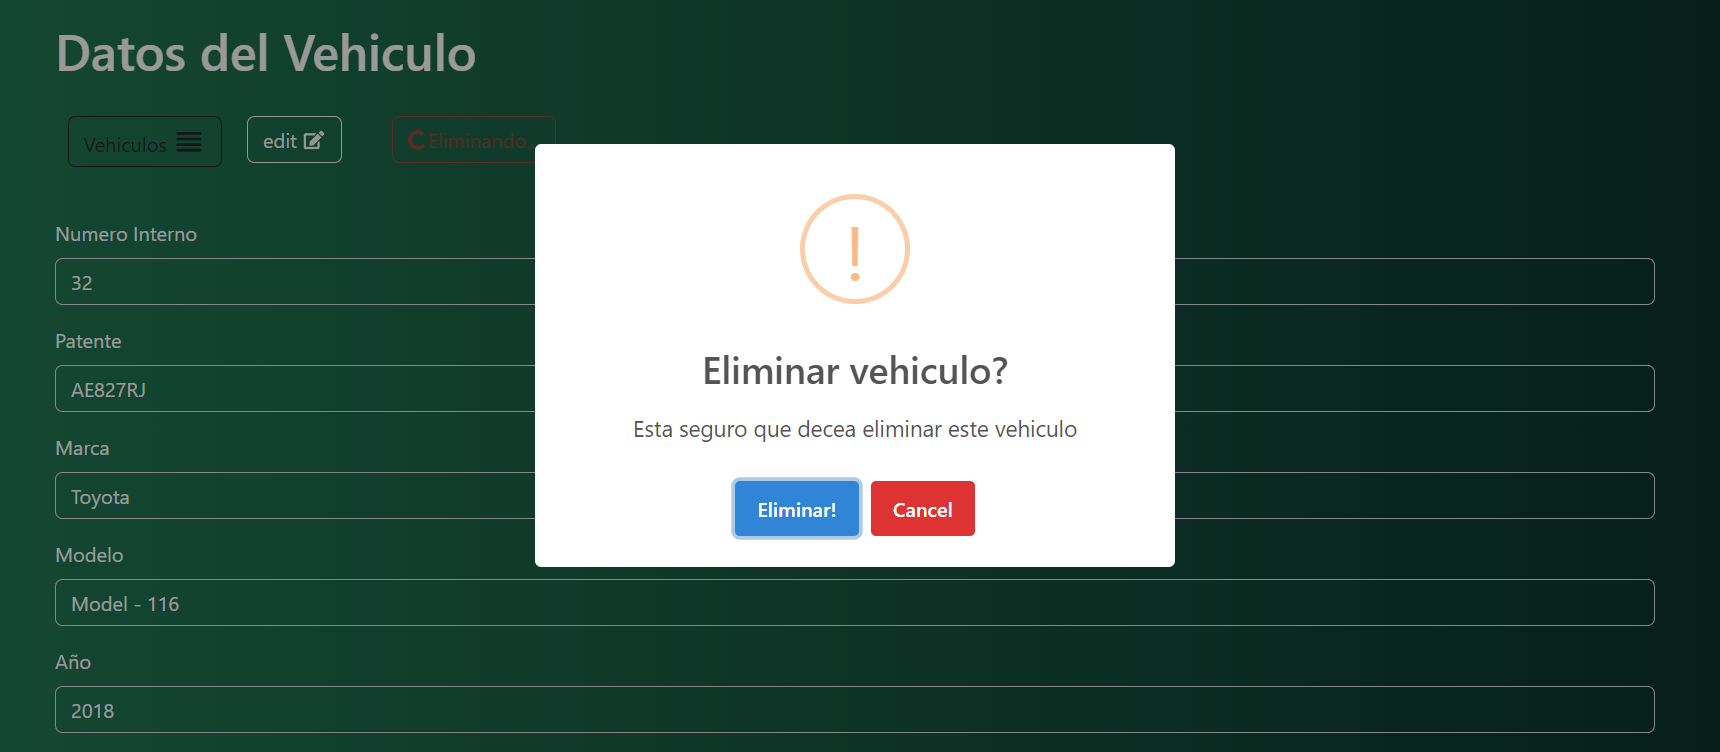 Datos del Vehiculo
Vehiculos
edit
Eliminando..
Numero Interno
32
Patente
AE827RJ
Marca
Toyota
Modelo
Model - 116
Año
2018
!
Eliminar vehiculo?
Esta seguro que decea eliminar este vehiculo
Eliminar!
Cancel